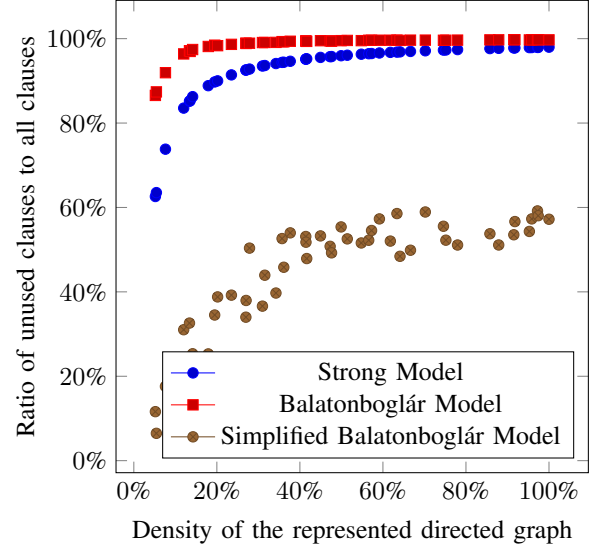 Ratio of unused clauses to all clauses
100%
80%
60%
40%
20%
0%
Strong Model
Balatonboglár Model
Simplified Balatonboglár Model
0% 20% 40% 60% 80% 100%
Density of the represented directed graph